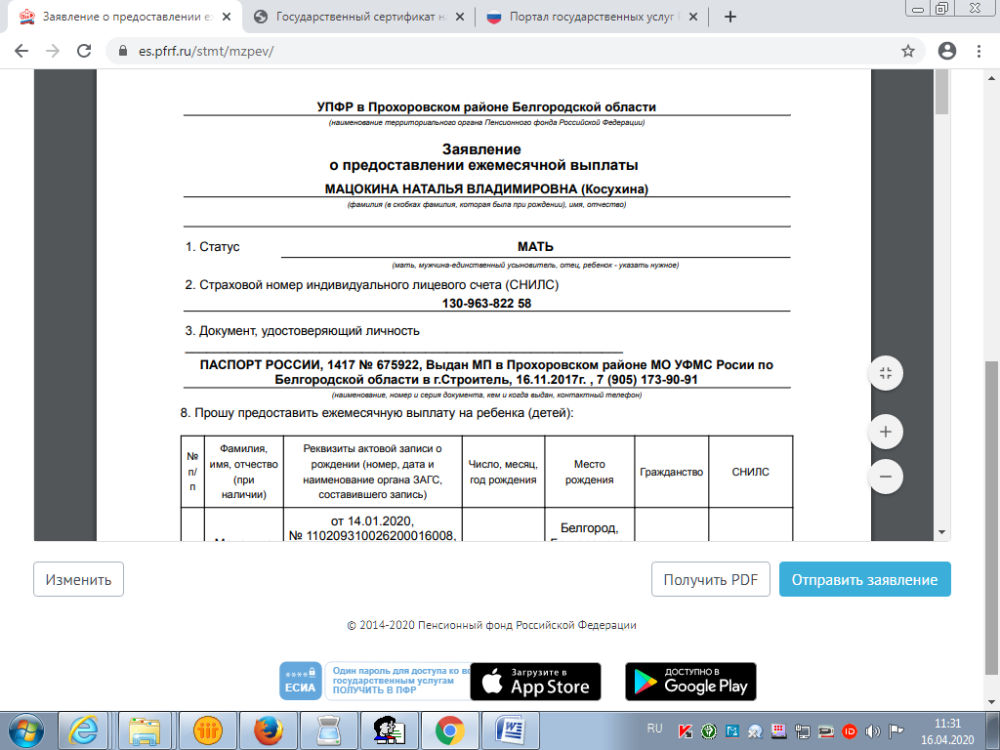 Заявление о предоставлении е
Государственный сертификат н
Портал государственных услуг
es.pfrf.ru/stmt/mzpev/
УПФР в Прохоровском районе Белгородской области
(наименование территориального органа Пенсионного фонда Российской Федерации)
Заявление
о предоставлении ежемесячной выплаты
МАЦОКИНА НАТАЛЬЯ ВЛАДИМИРОВНА (Косухина)
(фамилия (в скобках фамилия, которая была при рождении), имя, отчество)
1. Статус
МАТЬ
(мать, мужчина-единственный усыновитель, отец, ребенок - указать нужное)
2. Страховой номер индивидуального лицевого счета (СНИЛС)
130-963-822 58
3. Документ, удостоверяющий личность
ПАСПОРТ РОССИИ, 1417 № 675922, Выдан МП в Прохоровском районе МО УФМС Росии по
Белгородской области в г.Строитель, 16.11.2017г. , 7 (905) 173-90-91
(наименование, номер и серия документа, кем и когда выдан, контактный телефон)
8. Прошу предоставить ежемесячную выплату на ребенка (детей):
№
п/
п
Фамилия,
имя, отчество
(при
наличии)
Реквизиты актовой записи о
рождении (номер, дата и
наименование органа ЗАГС,
составившего запись)
Число, месяц,
год рождения
Место
рождения
Гражданство
СНИЛС
от 14.01.2020,
№ 110209310026200016008,
Белгород,
Изменить
Получить PDF
Отправить заявление
© 2014-2020 Пенсионный фонд Российской Федерации
****
ЕСИА
Один пароль для доступа ко вс
государственным услугам
ПОЛУЧИТЬ В ПФР
Загрузите в
App Store
ДОСТУПНО В
Google Play
RU
11:31
16.04.2020